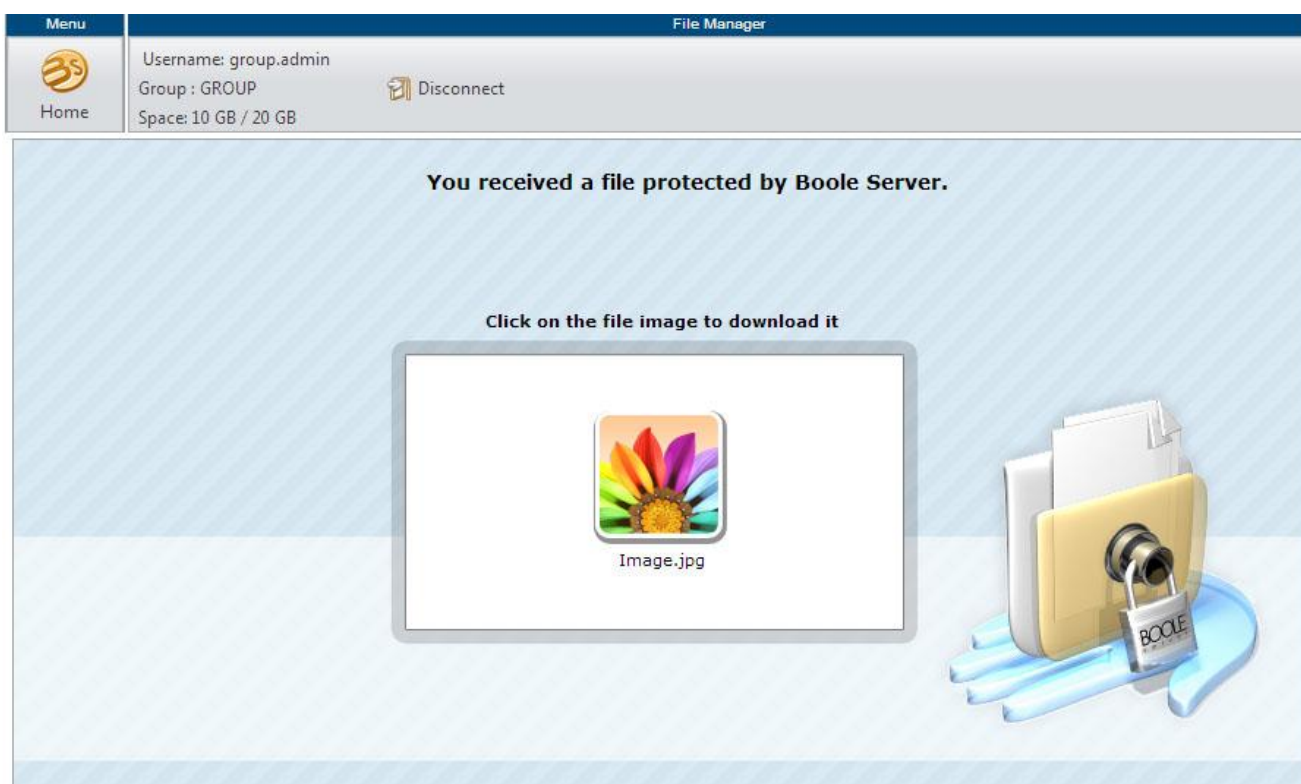 Menu
File Manager
Username: group.admin
Group : GROUP
Disconnect
Home
Space: 10 GB / 20 GB
You received a file protected by Boole Server.
Click on the file image to download it
Image.jpg
BOOLE